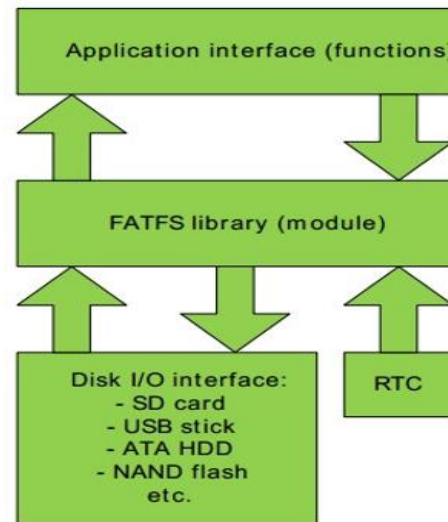 Application interface (functions)
FATFS library (module)
Disk I/O interface:
- SD card
- USB stick
- ATA HDD
- NAND flash
etc.
RTC